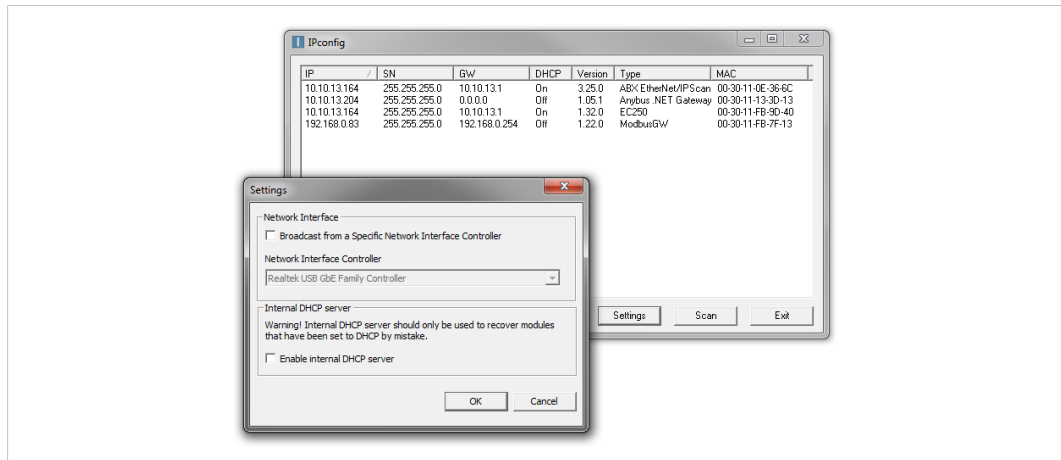 IPconfig
IP / SN GW DHCP Version Type MAC
10.10.13.164 255.255.255.0 10.10.13.1 On 3.25.0 ABX EtherNet/IPScan 00-30-11-0E-36-6C
10.10.13.204 255.255.255.0 0.0.0.0 Off 1.05.1 Anybus .NET Gateway 00-30-11-13-3D-13
10.10.13.164 255.255.255.0 10.10.13.1 On 1.32.0 EC250 00-30-11-FB-9D-40
192.168.0.83 255.255.255.0 192.168.0.254 Off 1.22.0 ModbusGW 00-30-11-FB-7F-13
Settings
Network Interface
Broadcast from a Specific Network Interface Controller
Network Interface Controller
Realtek USB GbE Family Controller
Internal DHCP server
Warning! Internal DHCP server should only be used to recover modules
that have been set to DHCP by mistake.
Enable internal DHCP server
OK Cancel
Settings Scan Exit